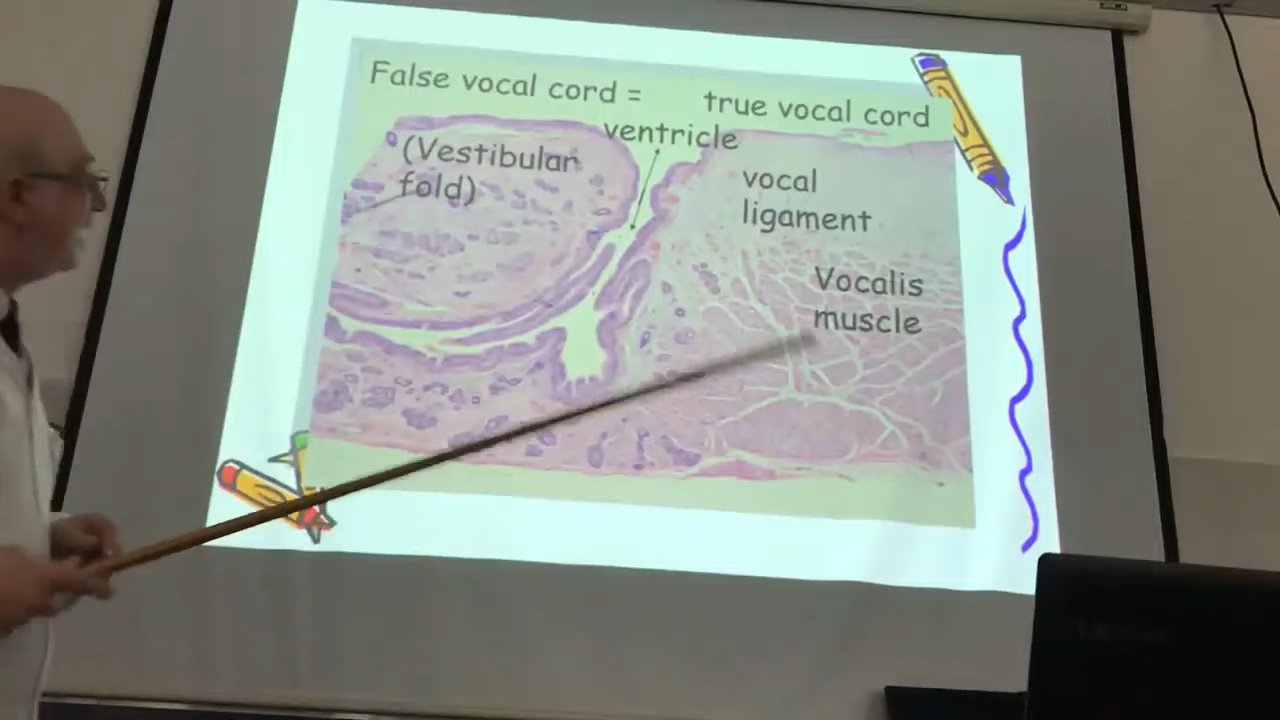 False vocal cord =
(Vestibular
fold)
ventricle
true vocal cord
vocal
ligament
Vocalis
muscle